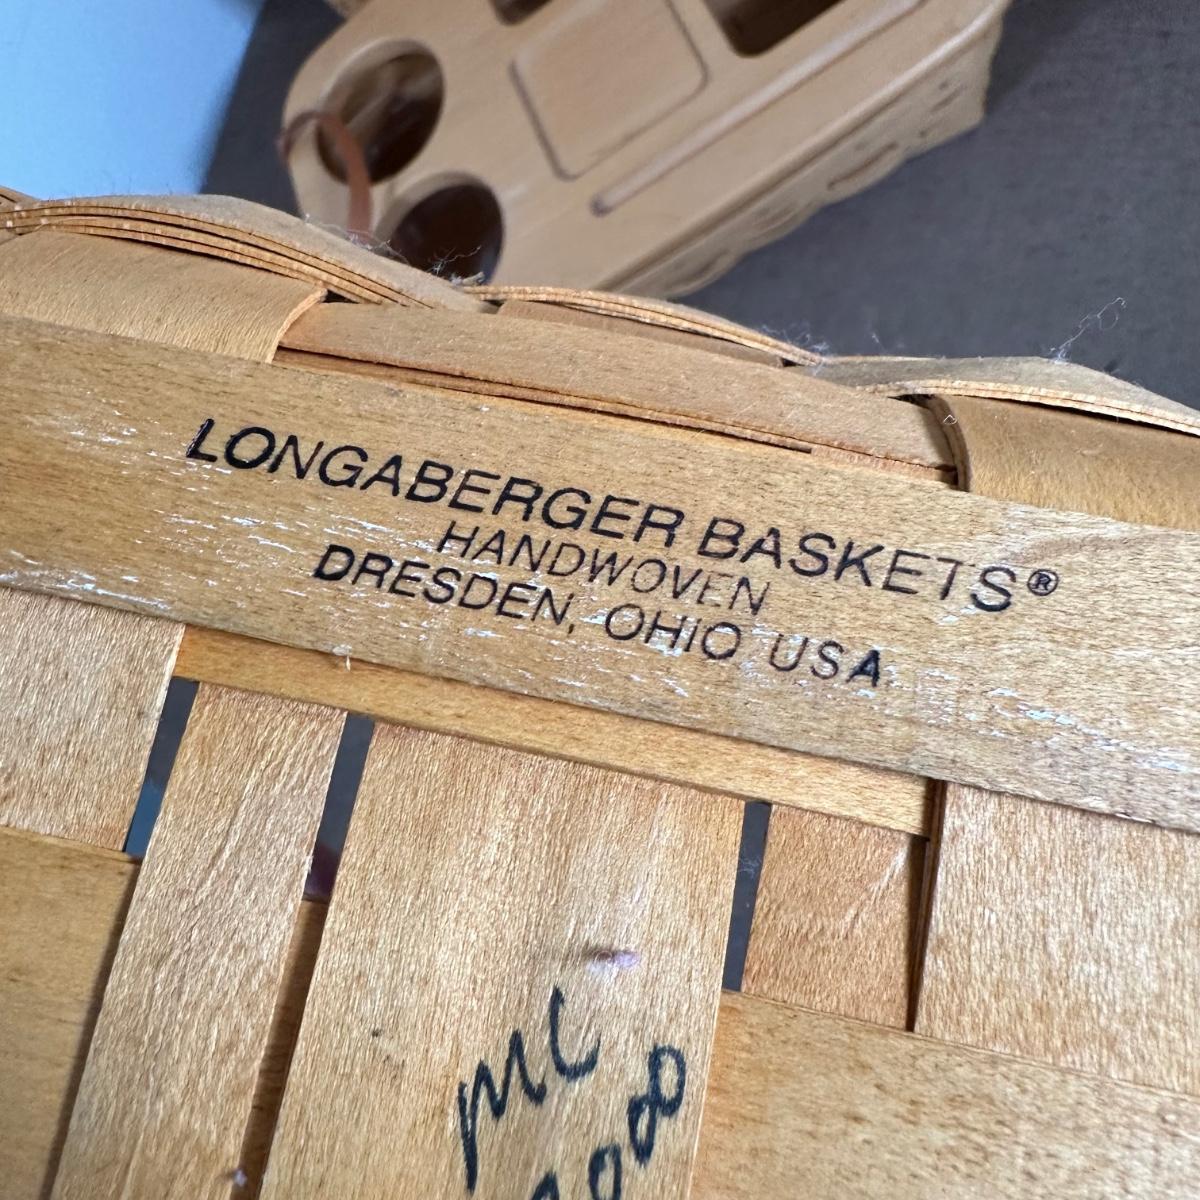 LONGABERGER BASKETS®
HANDWOVEN
DRESDEN, OHIO USA
MC